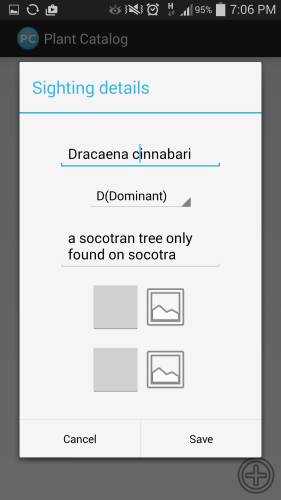 H 95% 7:06 PM
PC Plant Catalog
Sighting details
Dracaena cinnabari
D(Dominant)
a socotran tree only
found on socotra
Cancel Save